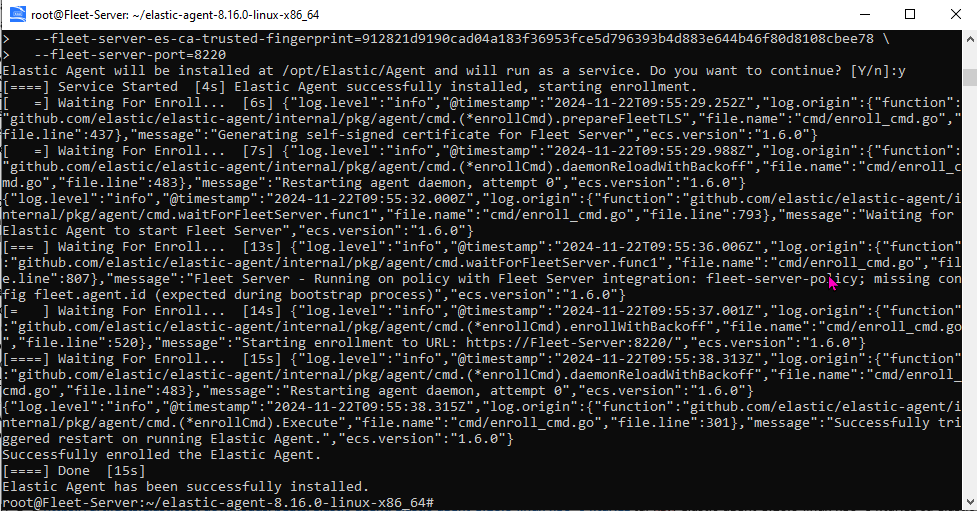 root@Fleet-Server: ~/elastic-agent-8.16.0-linux-x86_64
>   --fleet-server-es-ca-trusted-fingerprint=912821d9190cad04a183f36953fce5d796393b4d883e644b46f80d8108cbee78 \
>   --fleet-server-port=8220
Elastic Agent will be installed at /opt/Elastic/Agent and will run as a service. Do you want to continue? [Y/n]:y
[====] Service Started  [4s] Elastic Agent successfully installed, starting enrollment.
[   =] Waiting For Enroll...  [6s] {"log.level":"info","@timestamp":"2024-11-22T09:55:29.252Z","log.origin":{"function":
"github.com/elastic/elastic-agent/internal/pkg/agent/cmd.(*enrollCmd).prepareFleetTLS","file.name":"cmd/enroll_cmd.go","
file.line":437},"message":"Generating self-signed certificate for Fleet Server","ecs.version":"1.6.0"}
[   =] Waiting For Enroll...  [7s] {"log.level":"info","@timestamp":"2024-11-22T09:55:29.988Z","log.origin":{"function":
"github.com/elastic/elastic-agent/internal/pkg/agent/cmd.(*enrollCmd).daemonReloadWithBackoff","file.name":"cmd/enroll_c
md.go","file.line":483},"message":"Restarting agent daemon, attempt 0","ecs.version":"1.6.0"}
{"log.level":"info","@timestamp":"2024-11-22T09:55:32.000Z","log.origin":{"function":"github.com/elastic/elastic-agent/i
nternal/pkg/agent/cmd.waitForFleetServer.func1","file.name":"cmd/enroll_cmd.go","file.line":793},"message":"Waiting for
Elastic Agent to start Fleet Server","ecs.version":"1.6.0"}
[=== ] Waiting For Enroll...  [13s] {"log.level":"info","@timestamp":"2024-11-22T09:55:36.006Z","log.origin":{"function"
:"github.com/elastic/elastic-agent/internal/pkg/agent/cmd.waitForFleetServer.func1","file.name":"cmd/enroll_cmd.go","fil
e.line":807},"message":"Fleet Server - Running on policy with Fleet Server integration: fleet-server-policy; missing con
fig fleet.agent.id (expected during bootstrap process)","ecs.version":"1.6.0"}
[=   ] Waiting For Enroll...  [14s] {"log.level":"info","@timestamp":"2024-11-22T09:55:37.001Z","log.origin":{"function"
:"github.com/elastic/elastic-agent/internal/pkg/agent/cmd.(*enrollCmd).enrollWithBackoff","file.name":"cmd/enroll_cmd.go
","file.line":520},"message":"Starting enrollment to URL: https://Fleet-Server:8220/","ecs.version":"1.6.0"}
[====] Waiting For Enroll...  [15s] {"log.level":"info","@timestamp":"2024-11-22T09:55:38.313Z","log.origin":{"function"
:"github.com/elastic/elastic-agent/internal/pkg/agent/cmd.(*enrollCmd).daemonReloadWithBackoff","file.name":"cmd/enroll_
cmd.go","file.line":483},"message":"Restarting agent daemon, attempt 0","ecs.version":"1.6.0"}
{"log.level":"info","@timestamp":"2024-11-22T09:55:38.315Z","log.origin":{"function":"github.com/elastic/elastic-agent/i
nternal/pkg/agent/cmd.(*enrollCmd).Execute","file.name":"cmd/enroll_cmd.go","file.line":301},"message":"Successfully tri
ggered restart on running Elastic Agent.","ecs.version":"1.6.0"}
Successfully enrolled the Elastic Agent.
[====] Done  [15s]
Elastic Agent has been successfully installed.
root@Fleet-Server:~/elastic-agent-8.16.0-linux-x86_64#